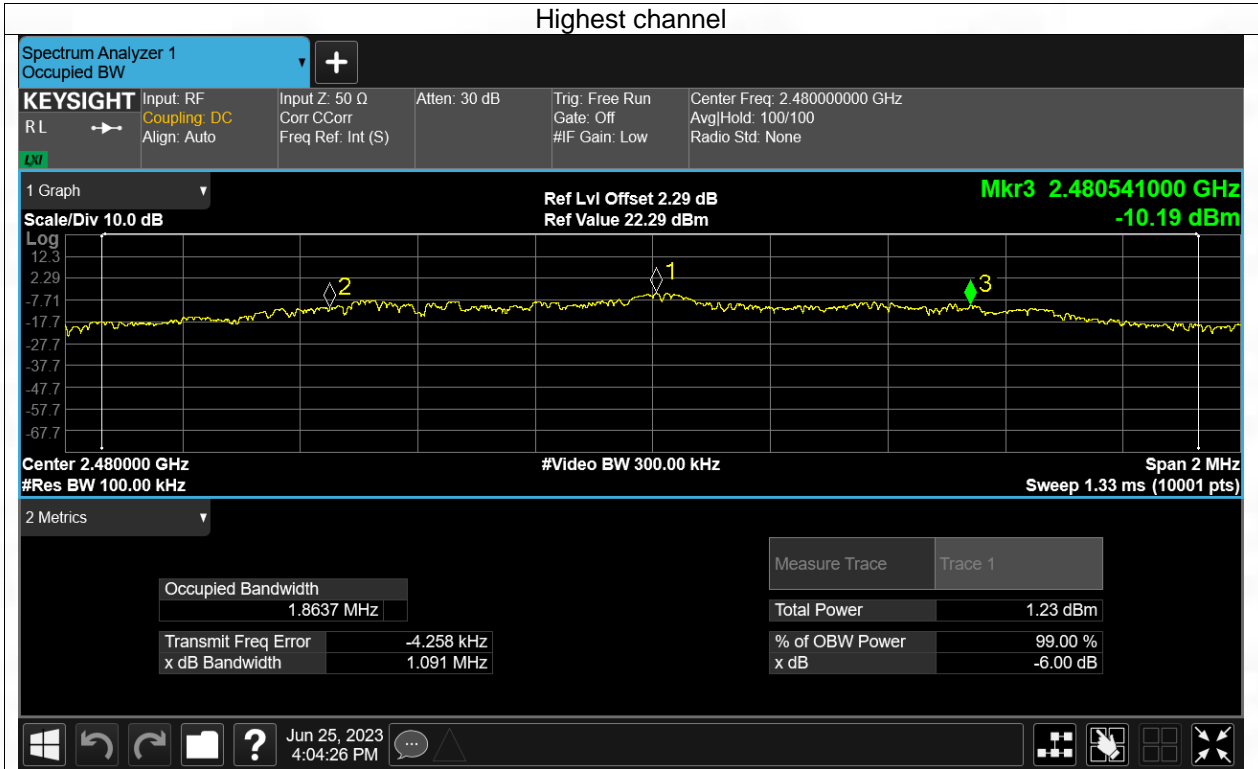 Highest channel
Spectrum Analyzer 1
Occupied BW
KEYSIGHT
R L
LXI
Input: RF
Coupling: DC
Align: Auto
Input Z: 50 Ω
Corr CCorr
Freq Ref: Int (S)
Atten: 30 dB
Trig: Free Run
Gate: Off
#IF Gain: Low
Center Freq: 2.480000000 GHz
Avg|Hold: 100/100
Radio Std: None
1 Graph
Scale/Div 10.0 dB
Ref Lvl Offset 2.29 dB
Ref Value 22.29 dBm
Mkr3 2.480541000 GHz
-10.19 dBm
Log
12.3
2.29
-7.71
-17.7
-27.7
-37.7
-47.7
-57.7
-67.7
2
1
3
Center 2.480000 GHz
#Video BW 300.00 kHz
Span 2 MHz
#Res BW 100.00 kHz
Sweep 1.33 ms (10001 pts)
2 Metrics
Measure Trace Trace 1
Occupied Bandwidth
1.8637 MHz
Total Power 1.23 dBm
Transmit Freq Error -4.258 kHz
% of OBW Power 99.00 %
x dB Bandwidth 1.091 MHz
x dB -6.00 dB
?
Jun 25, 2023
4:04:26 PM